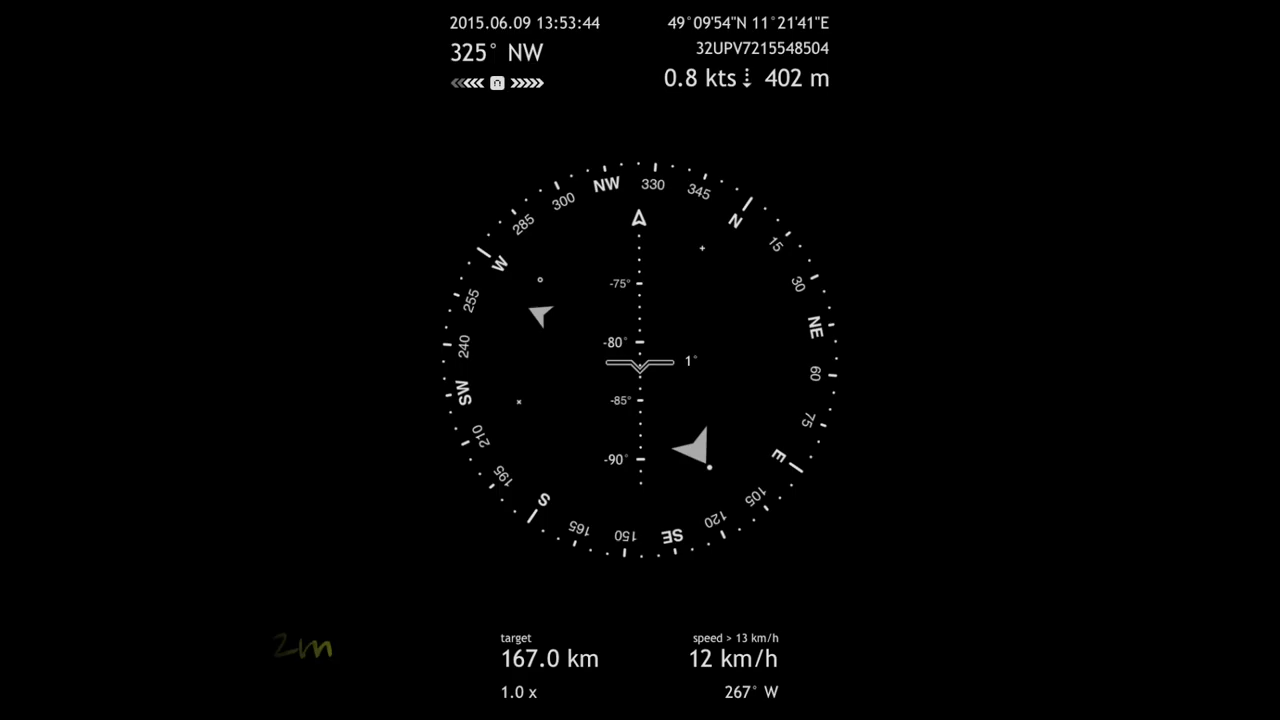 2015.06.09 13:53:44
49°09'54"N 11°21'41"E
325° NW
32UPV7215548504
0.8 kts 402 m
NW
330
345
N
15
30
NE
60
75
E
105
120
SE
150
165
S
195
210
SW
240
255
W
285
300
-75°
-80°
1°
-85°
-90°
2m
target
speed > 13 km/h
167.0 km
12 km/h
1.0 x
267° W